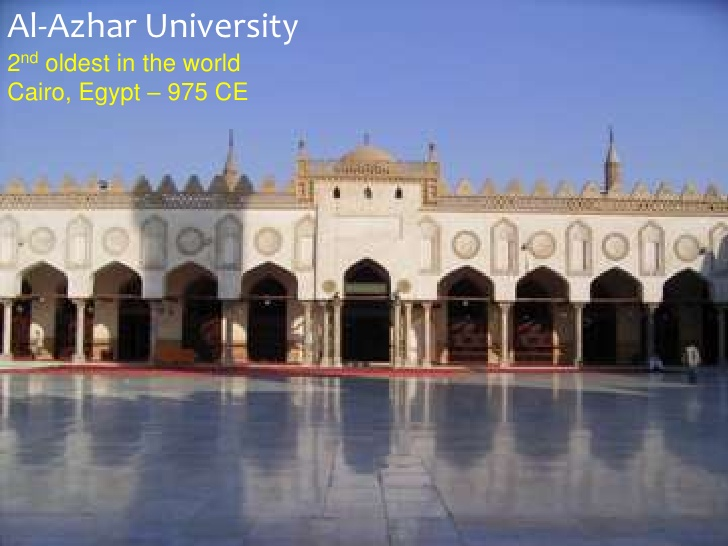 Al-Azhar University
2nd oldest in the world
Cairo, Egypt – 975 CE